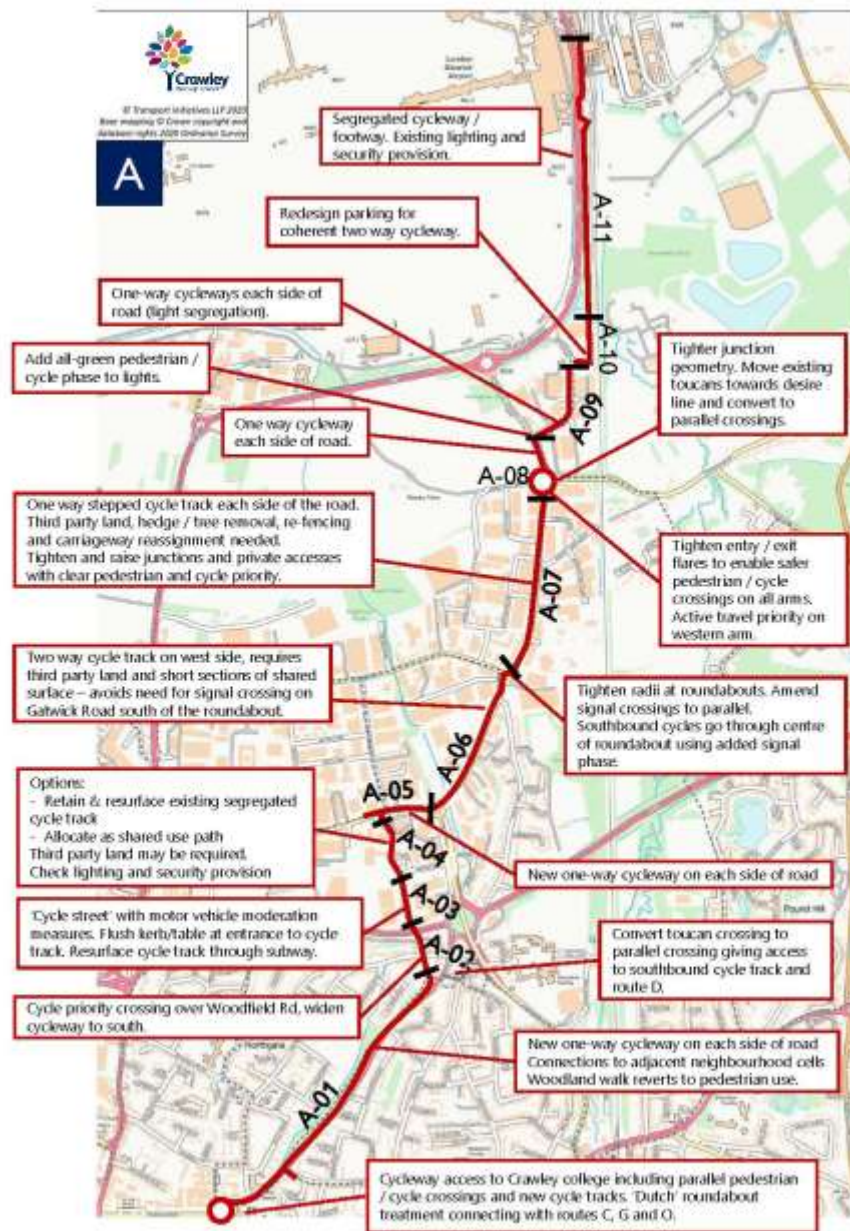 Crawley
© Transport Initiatives LLP 2020
Base mapping © Crown copyright and
database rights 2020 Ordnance Survey
A
Segregated cycleway /
footway. Existing lighting and
security provision.
A-11
Redesign parking for
coherent two way cycleway.
One-way cycleways each side of
road (light segregation).
A-10
Tighter junction
geometry. Move existing
toucans towards desire
line and convert to
parallel crossings.
Add all-green pedestrian /
cycle phase to lights.
A-09
One way cycleway
each side of road.
A-08
One way stepped cycle track each side of the road.
Third party land, hedge / tree removal, re-fencing
and carriageway reassignment needed.
Tighten and raise junctions and private accesses
with clear pedestrian and cycle priority.
Tighten entry / exit
flares to enable safer
pedestrian / cycle
crossings on all arms.
Active travel priority on
western arm.
A-07
Two way cycle track on west side, requires
third party land and short sections of shared
surface – avoids need for signal crossing on
Gatwick Road south of the roundabout.
Tighten radii at roundabouts. Amend
signal crossings to parallel.
Southbound cycles go through centre
of roundabout using added signal
phase.
A-06
Options:
- Retain & resurface existing segregated
cycle track
- Allocate as shared use path
Third party land may be required.
Check lighting and security provision
A-05
A-04
New one-way cycleway on each side of road
'Cycle street' with motor vehicle moderation
measures. Flush kerb/table at entrance to cycle
track. Resurface cycle track through subway.
A-03
Pound Hill
Convert toucan crossing to
parallel crossing giving access
to southbound cycle track and
route D.
A-02
Cycle priority crossing over Woodfield Rd, widen
cycleway to south.
New one-way cycleway on each side of road
Connections to adjacent neighbourhood cells
Woodland walk reverts to pedestrian use.
Northgate
A-01
Cycleway access to Crawley college including parallel pedestrian
/ cycle crossings and new cycle tracks. 'Dutch' roundabout
treatment connecting with routes C, G and O.